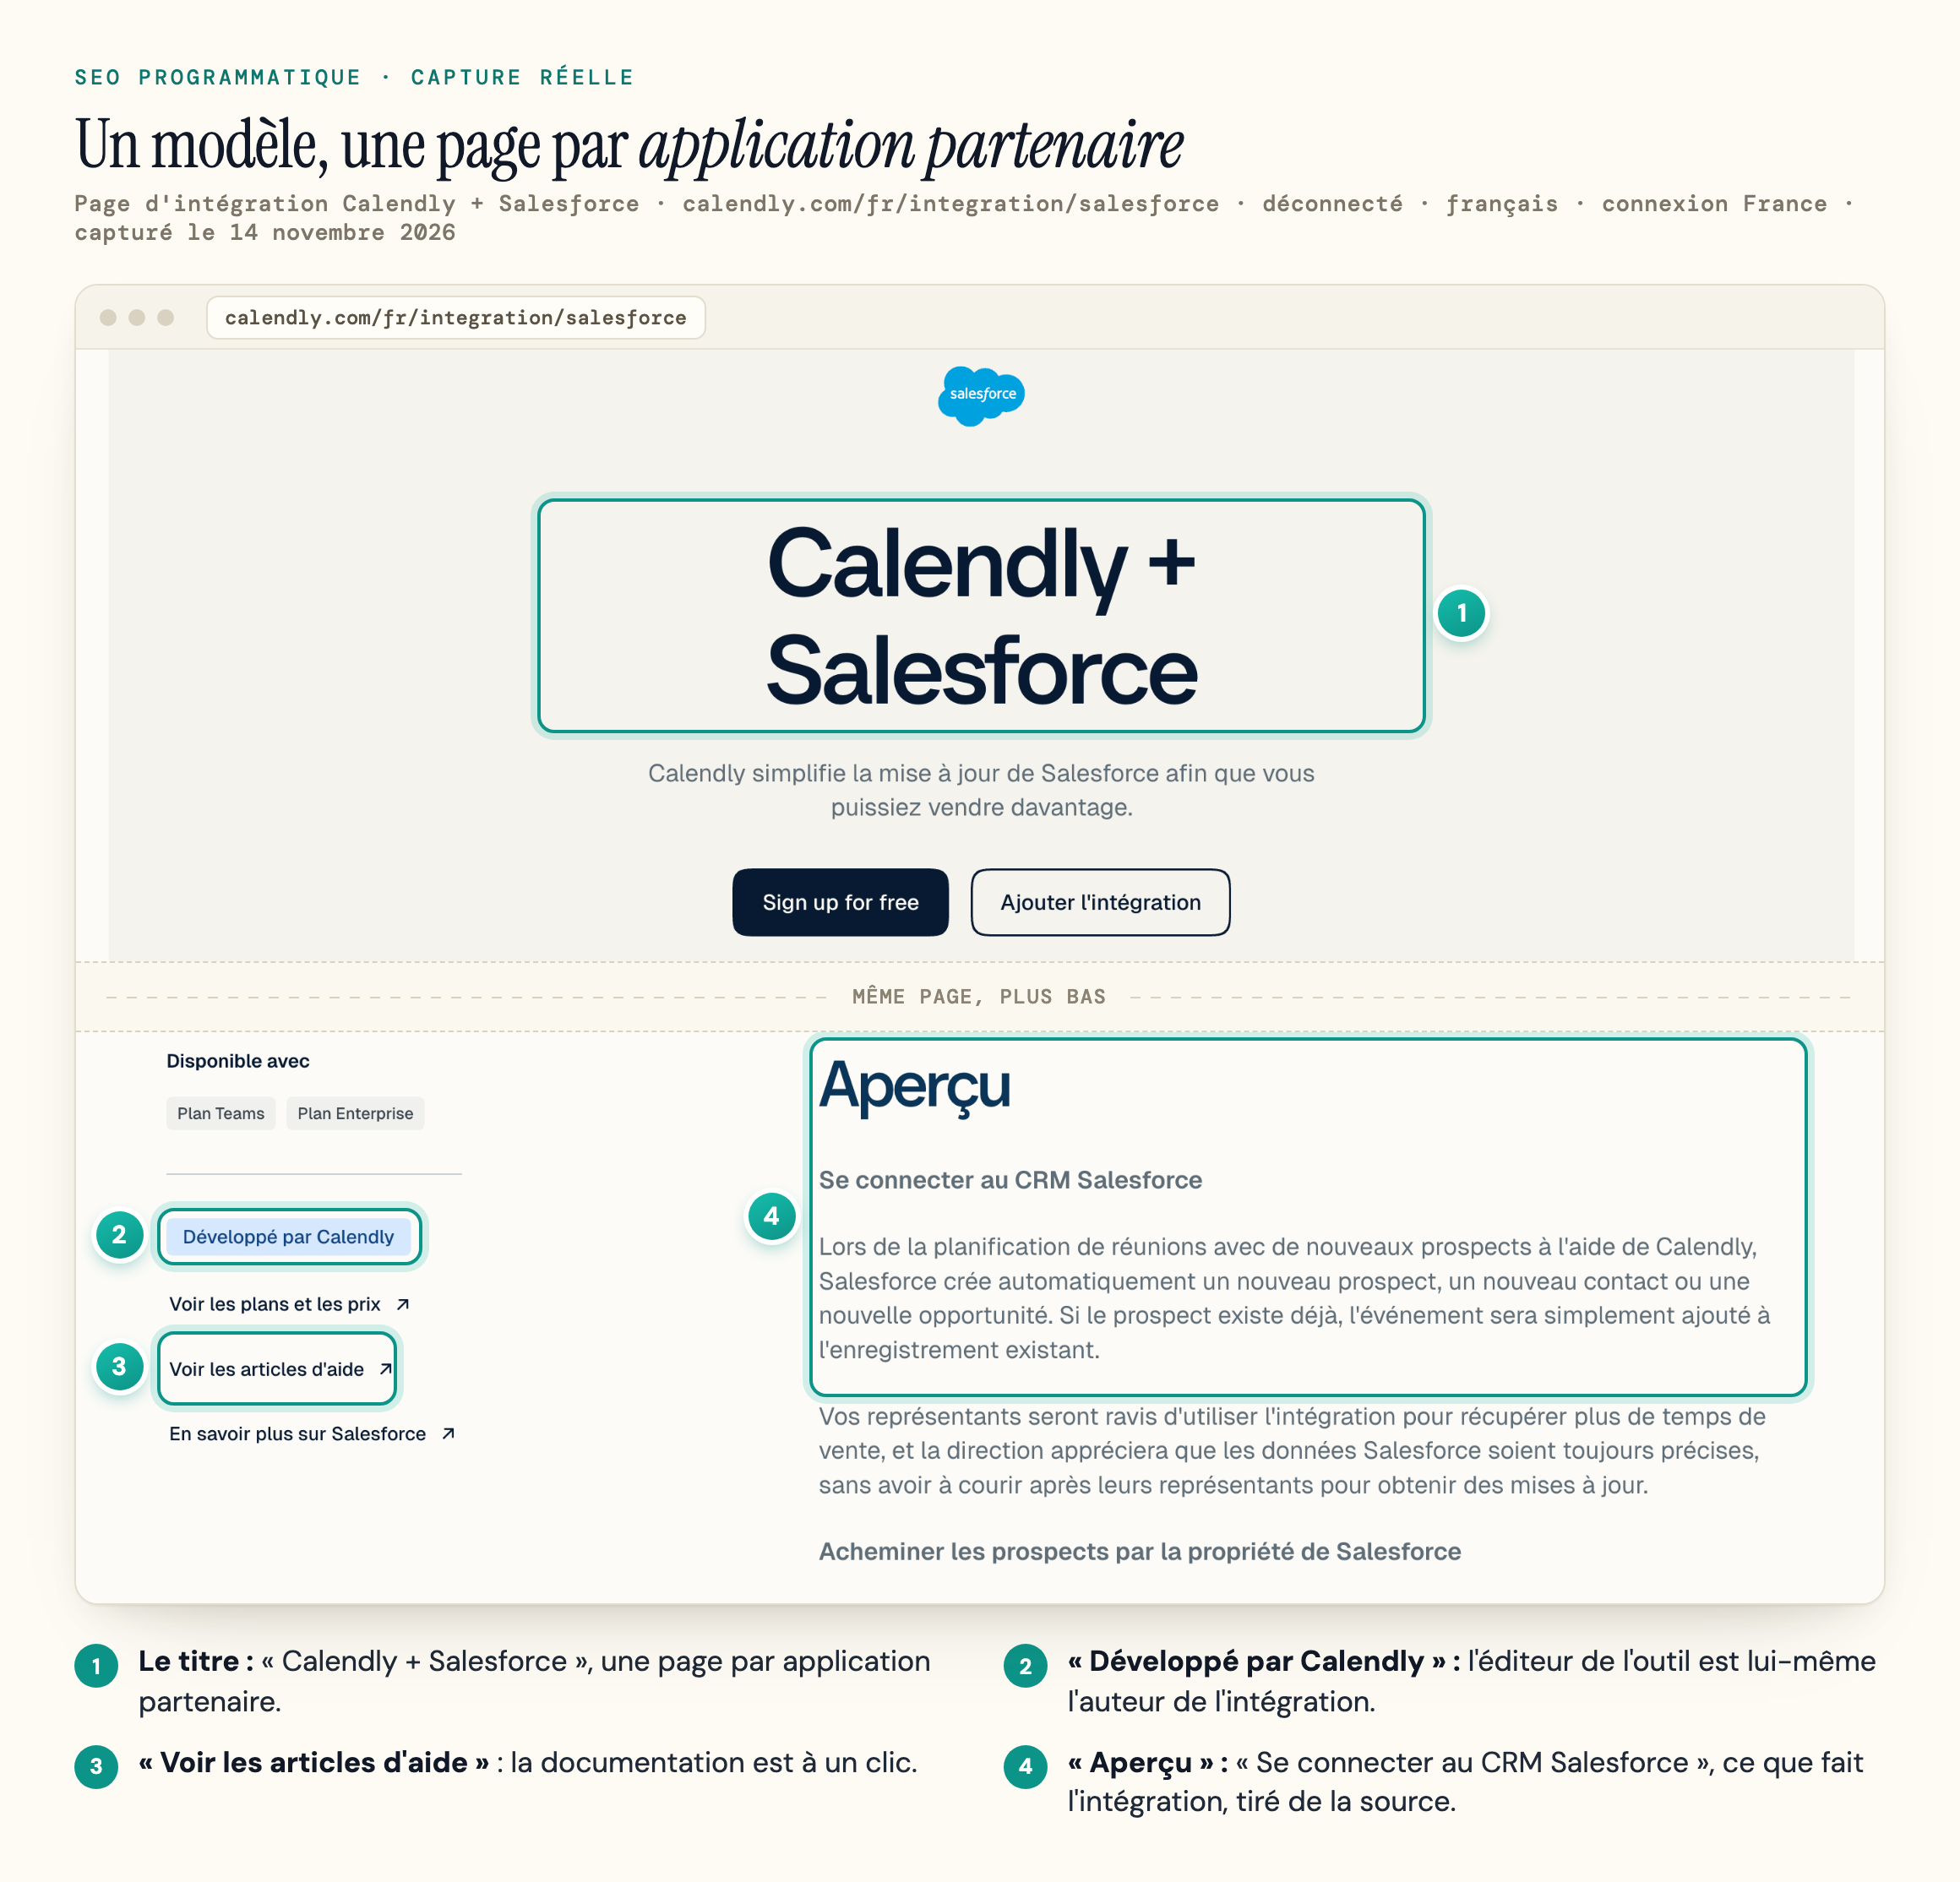 SEO PROGRAMMATIQUE · CAPTURE RÉELLE
Un modèle, une page par application partenaire
Page d'intégration Calendly + Salesforce · calendly.com/fr/integration/salesforce · déconnecté · français · connexion France ·
capturé le 14 novembre 2026
calendly.com/fr/integration/salesforce
salesforce
Calendly +
Salesforce
1
Calendly simplifie la mise à jour de Salesforce afin que vous
puissiez vendre davantage.
Sign up for free
Ajouter l'intégration
MÊME PAGE, PLUS BAS
Disponible avec
Plan Teams
Plan Enterprise
2
Développé par Calendly
Voir les plans et les prix ↗
3
Voir les articles d'aide ↗
En savoir plus sur Salesforce ↗
4
Aperçu
Se connecter au CRM Salesforce
Lors de la planification de réunions avec de nouveaux prospects à l'aide de Calendly,
Salesforce crée automatiquement un nouveau prospect, un nouveau contact ou une
nouvelle opportunité. Si le prospect existe déjà, l'événement sera simplement ajouté à
l'enregistrement existant.
Vos représentants seront ravis d'utiliser l'intégration pour récupérer plus de temps de
vente, et la direction appréciera que les données Salesforce soient toujours précises,
sans avoir à courir après leurs représentants pour obtenir des mises à jour.
Acheminer les prospects par la propriété de Salesforce
1 Le titre : « Calendly + Salesforce », une page par application
partenaire.
2 « Développé par Calendly » : l'éditeur de l'outil est lui-même
l'auteur de l'intégration.
3 « Voir les articles d'aide » : la documentation est à un clic.
4 « Aperçu » : « Se connecter au CRM Salesforce », ce que fait
l'intégration, tiré de la source.